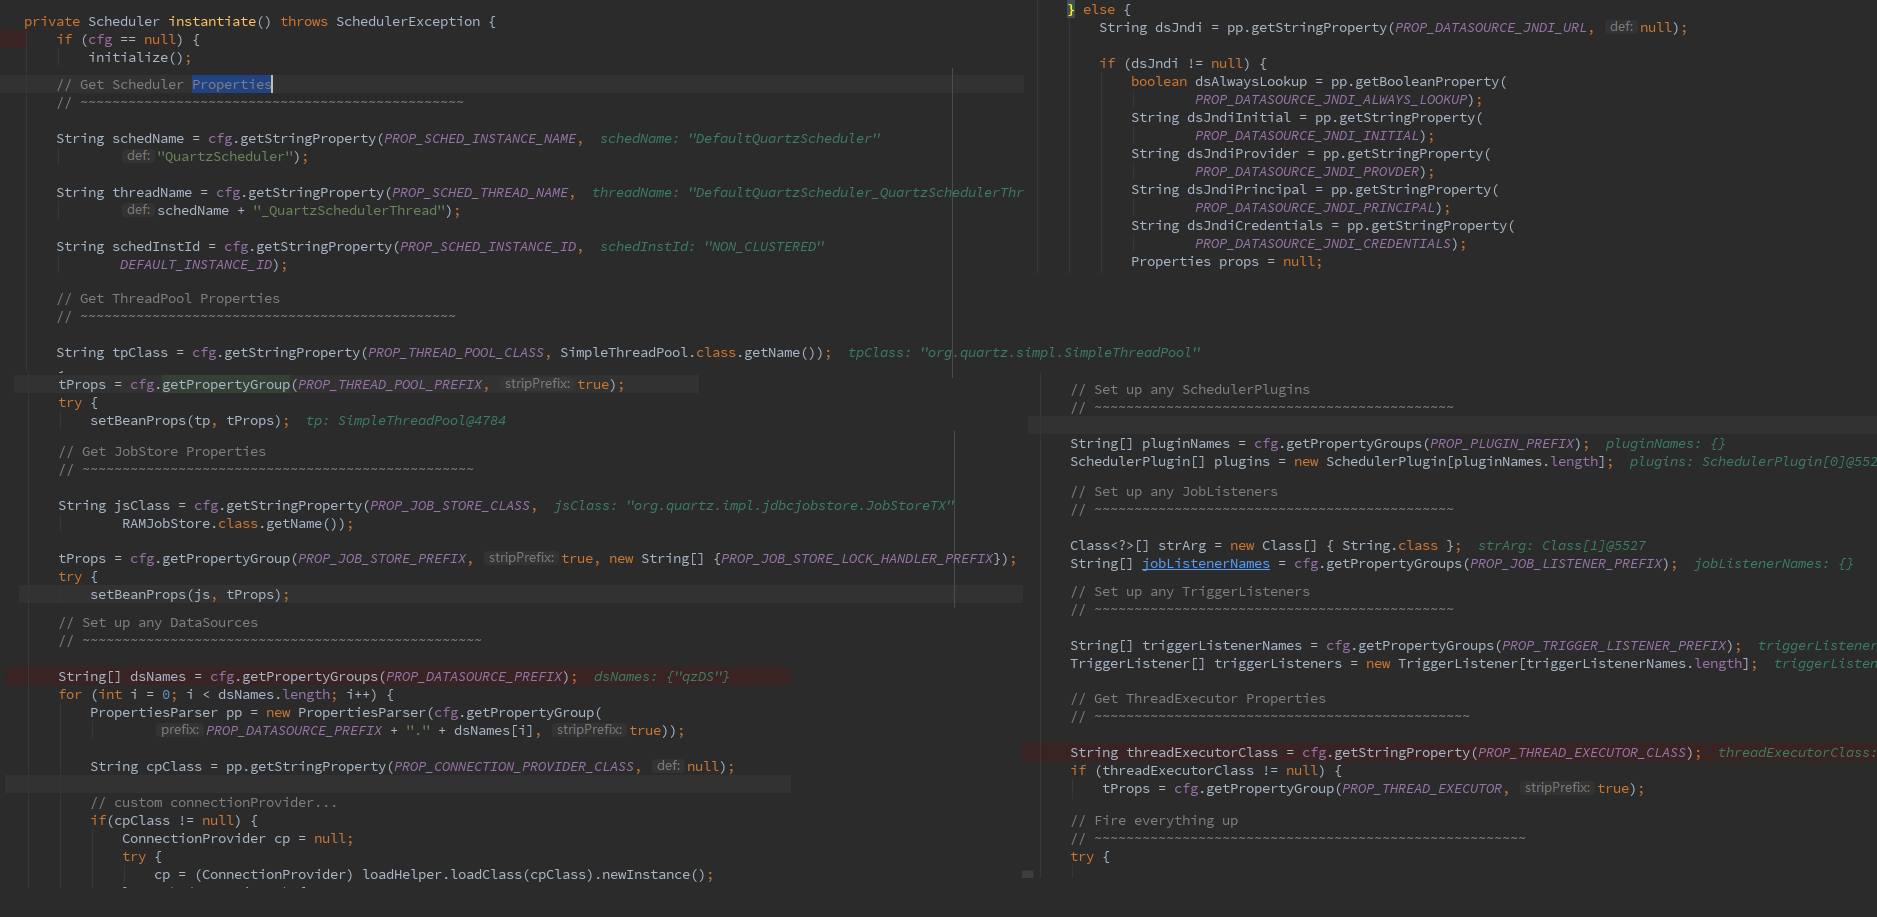 private Scheduler instantiate() throws SchedulerException {
if (cfg == null) {
initialize();
// Get Scheduler Properties
// ~~~~~~~~~~~~~~~~~~~~~~~~~~~~~~~~~~~~~~~~~~~~~~~~
String schedName = cfg.getStringProperty(PROP_SCHED_INSTANCE_NAME, schedName: "DefaultQuartzScheduler"
def: "QuartzScheduler");
String threadName = cfg.getStringProperty(PROP_SCHED_THREAD_NAME, threadName: "DefaultQuartzScheduler_QuartzSchedulerThr
def: schedName + "_QuartzSchedulerThread");
String schedInstId = cfg.getStringProperty(PROP_SCHED_INSTANCE_ID, schedInstId: "NON_CLUSTERED"
DEFAULT_INSTANCE_ID);
// Get ThreadPool Properties
// ~~~~~~~~~~~~~~~~~~~~~~~~~~~~~~~~~~~~~~~~~~~~~~~
String tpClass = cfg.getStringProperty(PROP_THREAD_POOL_CLASS, SimpleThreadPool.class.getName()); tpClass: "org.quartz.simpl.SimpleThreadPool"
tProps = cfg.getPropertyGroup(PROP_THREAD_POOL_PREFIX, stripPrefix: true);
try {
setBeanProps(tp, tProps); tp: SimpleThreadPool@4784
// Get JobStore Properties
// ~~~~~~~~~~~~~~~~~~~~~~~~~~~~~~~~~~~~~~~~~~~~~~~~~
String jsClass = cfg.getStringProperty(PROP_JOB_STORE_CLASS, jsClass: "org.quartz.impl.jdbcjobstore.JobStoreTX"
RAMJobStore.class.getName());
tProps = cfg.getPropertyGroup(PROP_JOB_STORE_PREFIX, stripPrefix: true, new String[] {PROP_JOB_STORE_LOCK_HANDLER_PREFIX});
try {
setBeanProps(js, tProps);
// Set up any DataSources
// ~~~~~~~~~~~~~~~~~~~~~~~~~~~~~~~~~~~~~~~~~~~~~~~~~~
String[] dsNames = cfg.getPropertyGroups(PROP_DATASOURCE_PREFIX); dsNames: {"qzDS"}
for (int i = 0; i < dsNames.length; i++) {
PropertiesParser pp = new PropertiesParser(cfg.getPropertyGroup(
prefix: PROP_DATASOURCE_PREFIX + "." + dsNames[i], stripPrefix: true));
String cpClass = pp.getStringProperty(PROP_CONNECTION_PROVIDER_CLASS, def: null);
// custom connectionProvider...
if(cpClass != null) {
ConnectionProvider cp = null;
try {
cp = (ConnectionProvider) loadHelper.loadClass(cpClass).newInstance();
} else {
String dsJndi = pp.getStringProperty(PROP_DATASOURCE_JNDI_URL, def: null);
if (dsJndi != null) {
boolean dsAlwaysLookup = pp.getBooleanProperty(
PROP_DATASOURCE_JNDI_ALWAYS_LOOKUP);
String dsJndiInitial = pp.getStringProperty(
PROP_DATASOURCE_JNDI_INITIAL);
String dsJndiProvider = pp.getStringProperty(
PROP_DATASOURCE_JNDI_PROVDER);
String dsJndiPrincipal = pp.getStringProperty(
PROP_DATASOURCE_JNDI_PRINCIPAL);
String dsJndiCredentials = pp.getStringProperty(
PROP_DATASOURCE_JNDI_CREDENTIALS);
Properties props = null;
// Set up any SchedulerPlugins
// ~~~~~~~~~~~~~~~~~~~~~~~~~~~~~~~~~~~~~~~~~~~~~
String[] pluginNames = cfg.getPropertyGroups(PROP_PLUGIN_PREFIX); pluginNames: {}
SchedulerPlugin[] plugins = new SchedulerPlugin[pluginNames.length]; plugins: SchedulerPlugin[0]@552
// Set up any JobListeners
// ~~~~~~~~~~~~~~~~~~~~~~~~~~~~~~~~~~~~~~~~~~~~~
Class<?>[] strArg = new Class[] { String.class }; strArg: Class[1]@5527
String[] jobListenerNames = cfg.getPropertyGroups(PROP_JOB_LISTENER_PREFIX); jobListenerNames: {}
// Set up any TriggerListeners
// ~~~~~~~~~~~~~~~~~~~~~~~~~~~~~~~~~~~~~~~~~~~~~
String[] triggerListenerNames = cfg.getPropertyGroups(PROP_TRIGGER_LISTENER_PREFIX); triggerListener
TriggerListener[] triggerListeners = new TriggerListener[triggerListenerNames.length]; triggerListen
// Get ThreadExecutor Properties
// ~~~~~~~~~~~~~~~~~~~~~~~~~~~~~~~~~~~~~~~~~~~~~~~
String threadExecutorClass = cfg.getStringProperty(PROP_THREAD_EXECUTOR_CLASS); threadExecutorClass:
if (threadExecutorClass != null) {
tProps = cfg.getPropertyGroup(PROP_THREAD_EXECUTOR, stripPrefix: true);
// Fire everything up
// ~~~~~~~~~~~~~~~~~~~~~~~~~~~~~~~~~~~~~~~~~~~~~~~~~~~~~~
try {